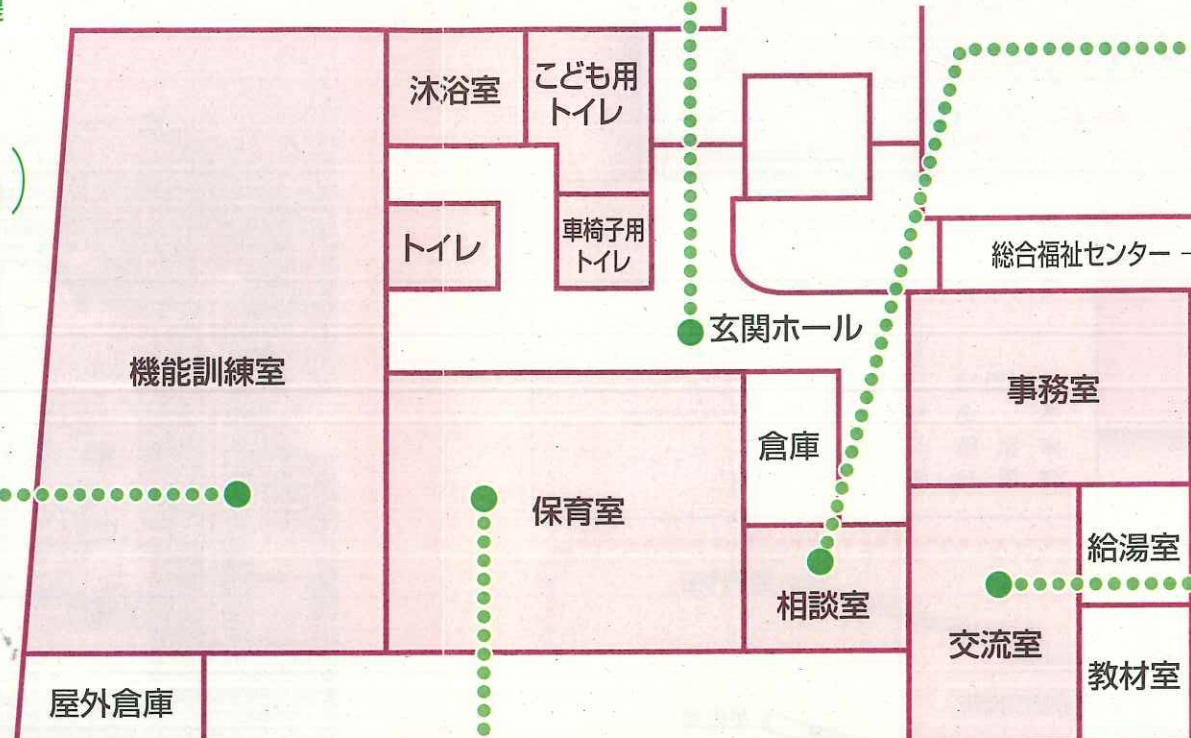 沐浴室
こども用
トイレ
トイレ
車椅子用
トイレ
総合福祉センター
玄関ホール
機能訓練室
事務室
倉庫
保育室
給湯室
相談室
交流室
教材室
屋外倉庫